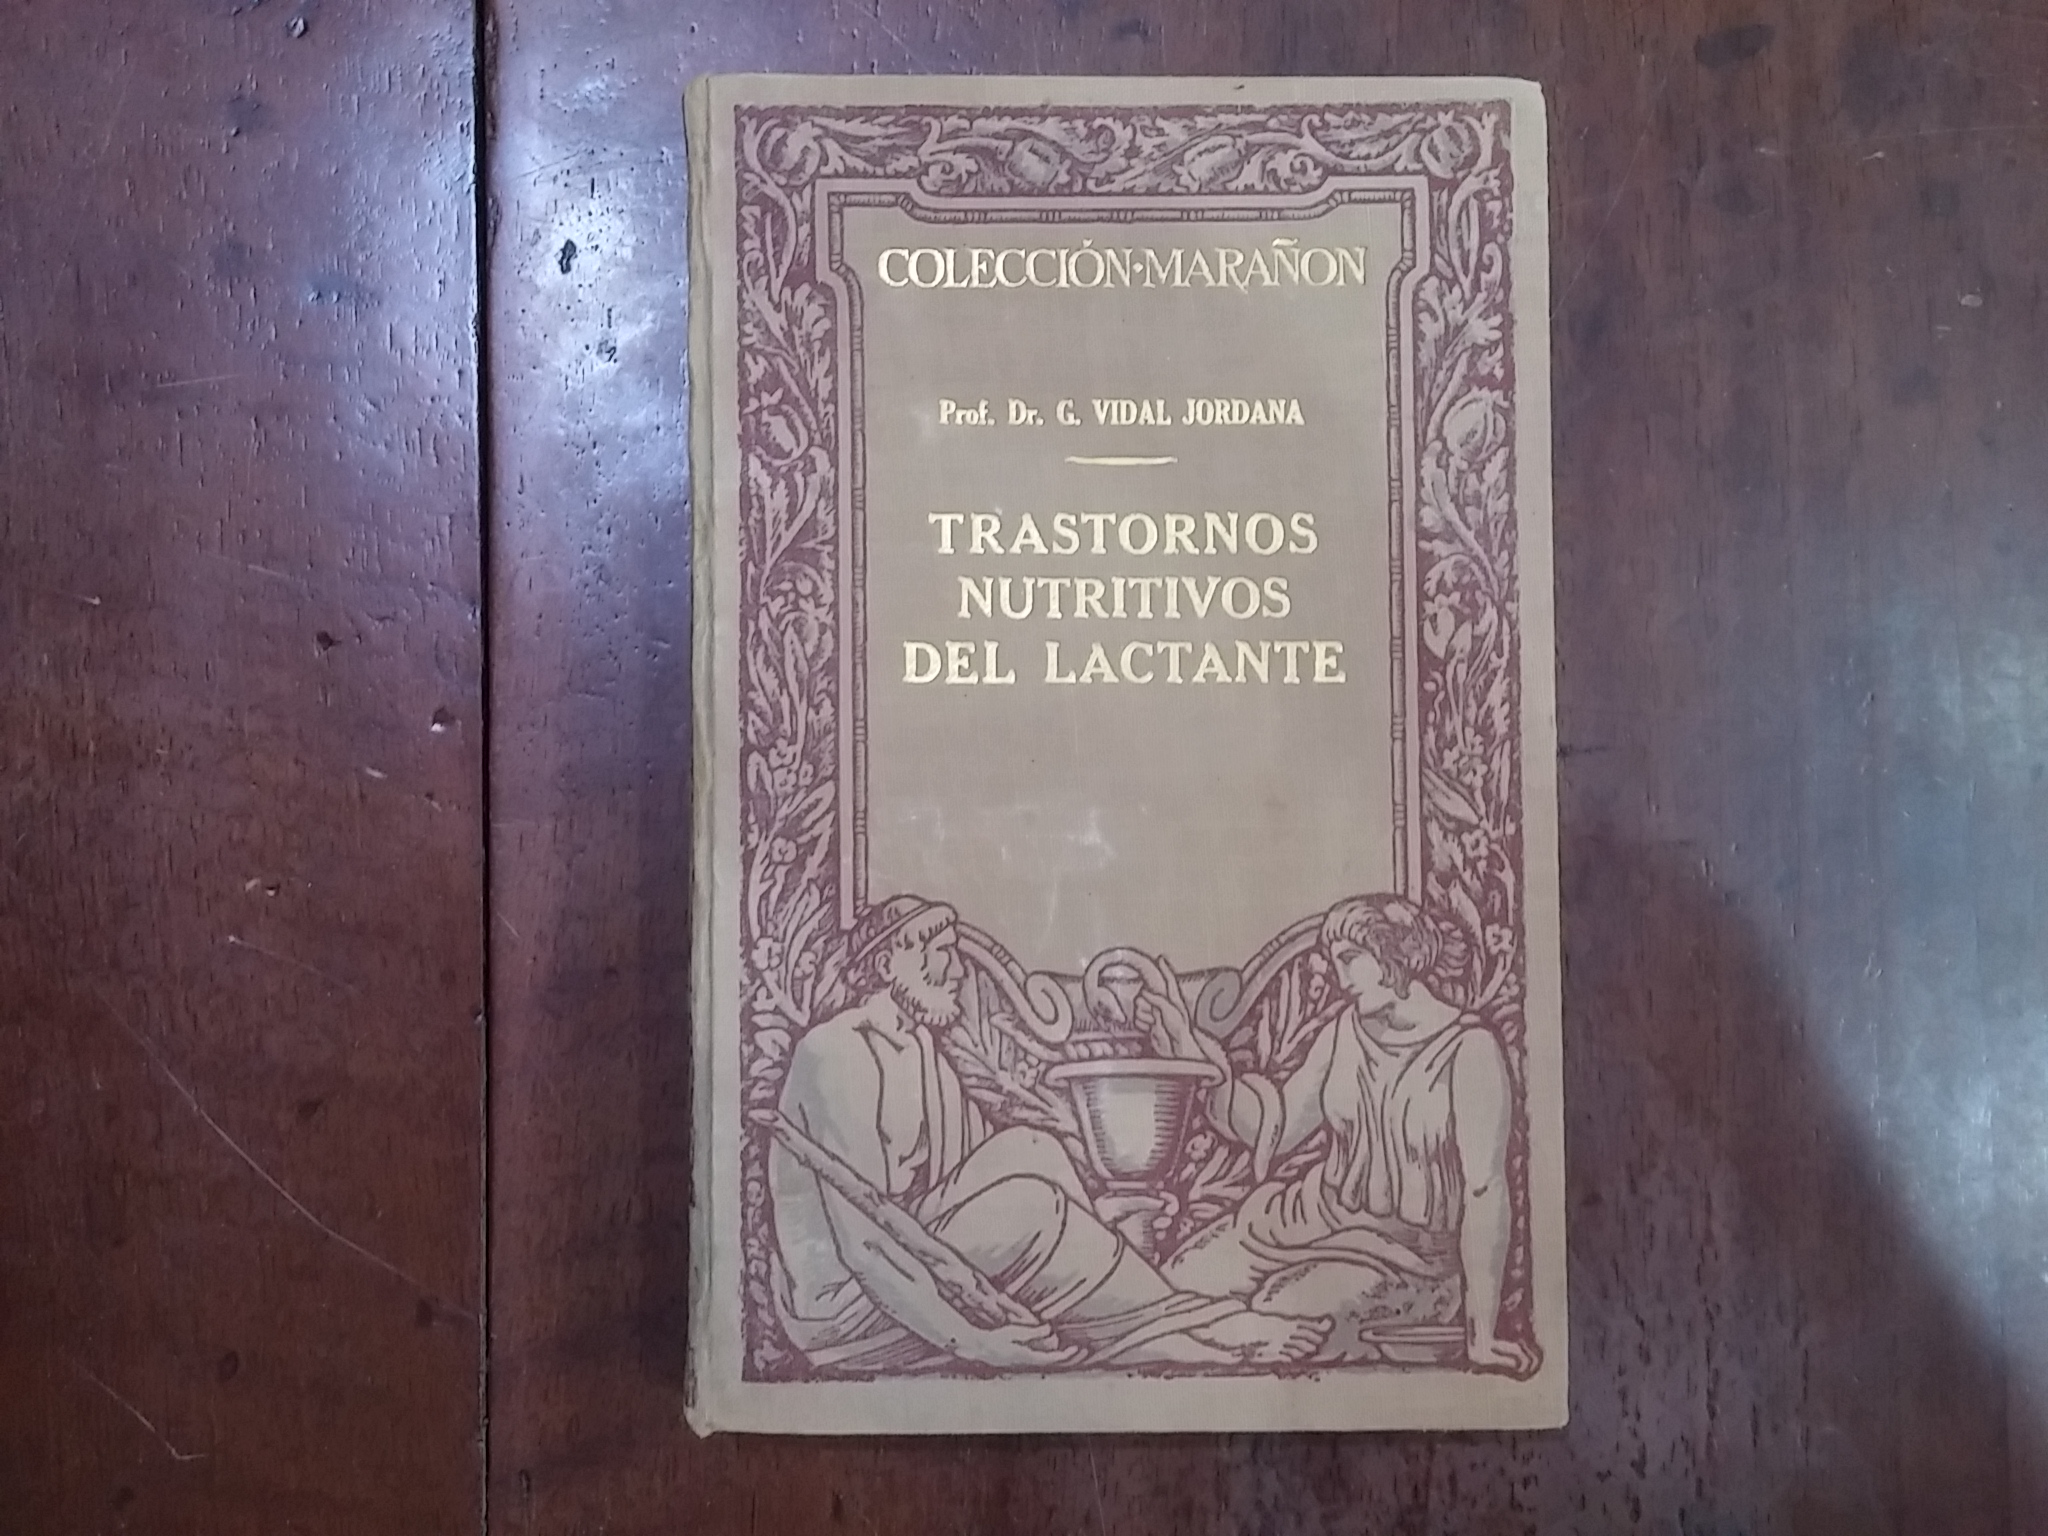 COLECCIÓN·MARAÑON
Prof. Dr. G. VIDAL JORDANA
TRASTORNOS
NUTRITIVOS
DEL LACTANTE